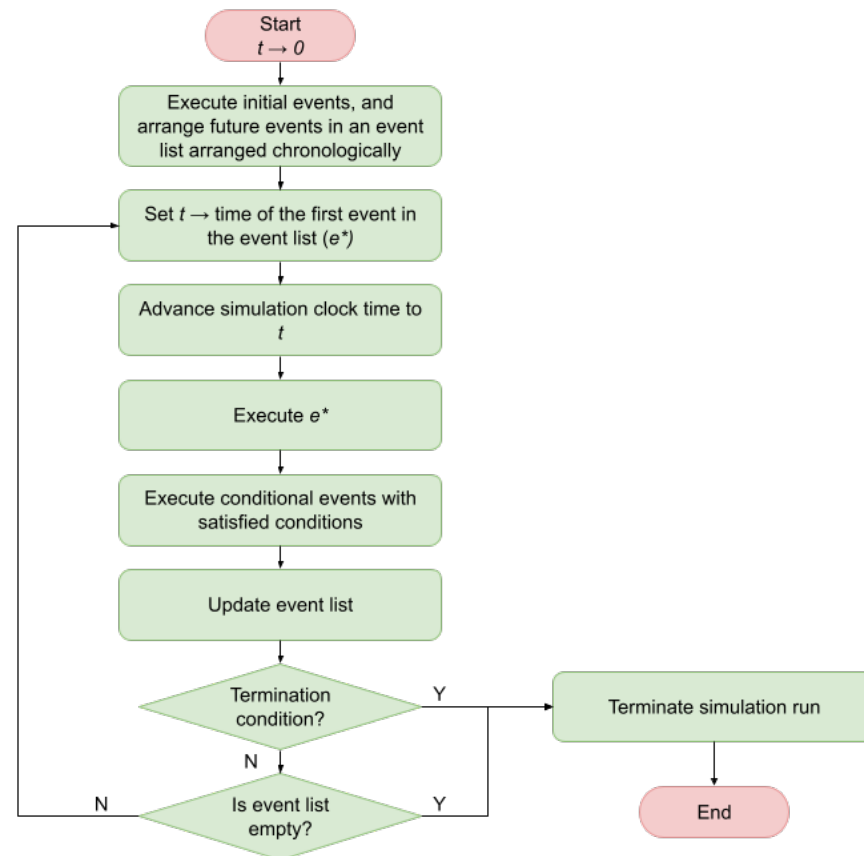 Start
t → 0
Execute initial events, and
arrange future events in an event
list arranged chronologically
Set t → time of the first event in
the event list (e*)
Advance simulation clock time to
t
Execute e*
Execute conditional events with
satisfied conditions
Update event list
Termination
condition?
Y
Terminate simulation run
N
Is event list
empty?
N
Y
End